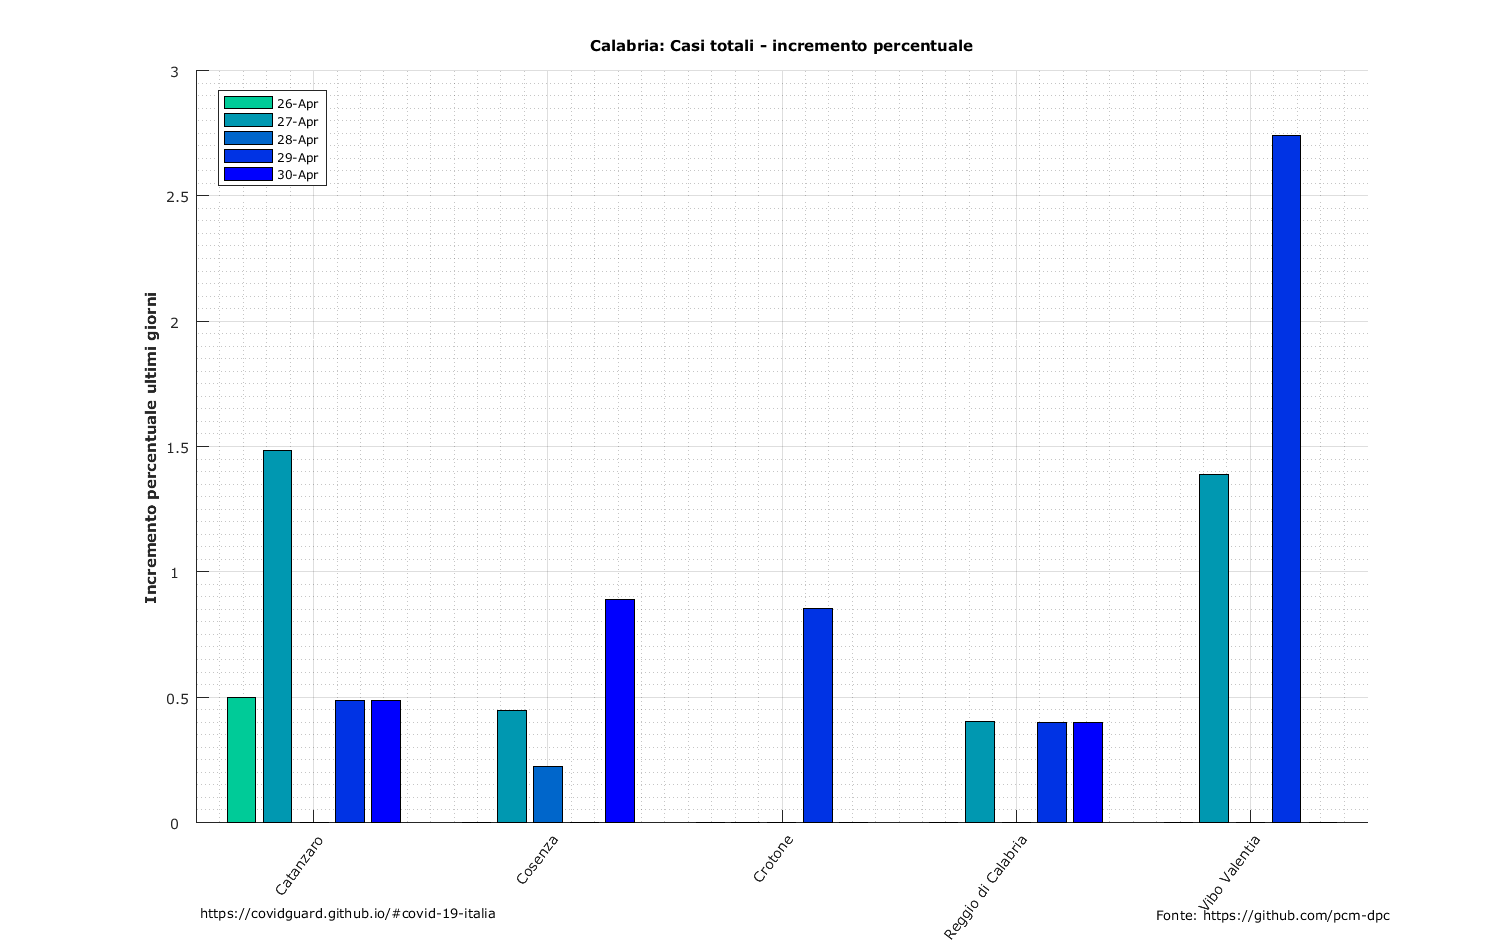 Calabria: Casi totali - incremento percentuale
Incremento percentuale ultimi giorni
3
2.5
2
1.5
1
0.5
0
26-Apr
27-Apr
28-Apr
29-Apr
30-Apr
Catanzaro
Cosenza
Crotone
Reggio di Calabria
Vibo Valentia
https://covidguard.github.io/#covid-19-italia
Fonte: https://github.com/pcm-dpc